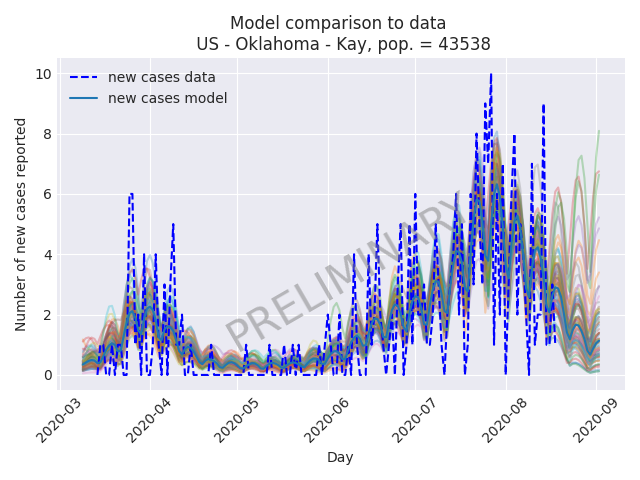 Model comparison to data
US - Oklahoma - Kay, pop. = 43538
new cases data
new cases model
PRELIMINARY
Number of new cases reported
10
8
6
4
2
0
2020-03
2020-04
2020-05
2020-06
2020-07
2020-08
2020-09
Day